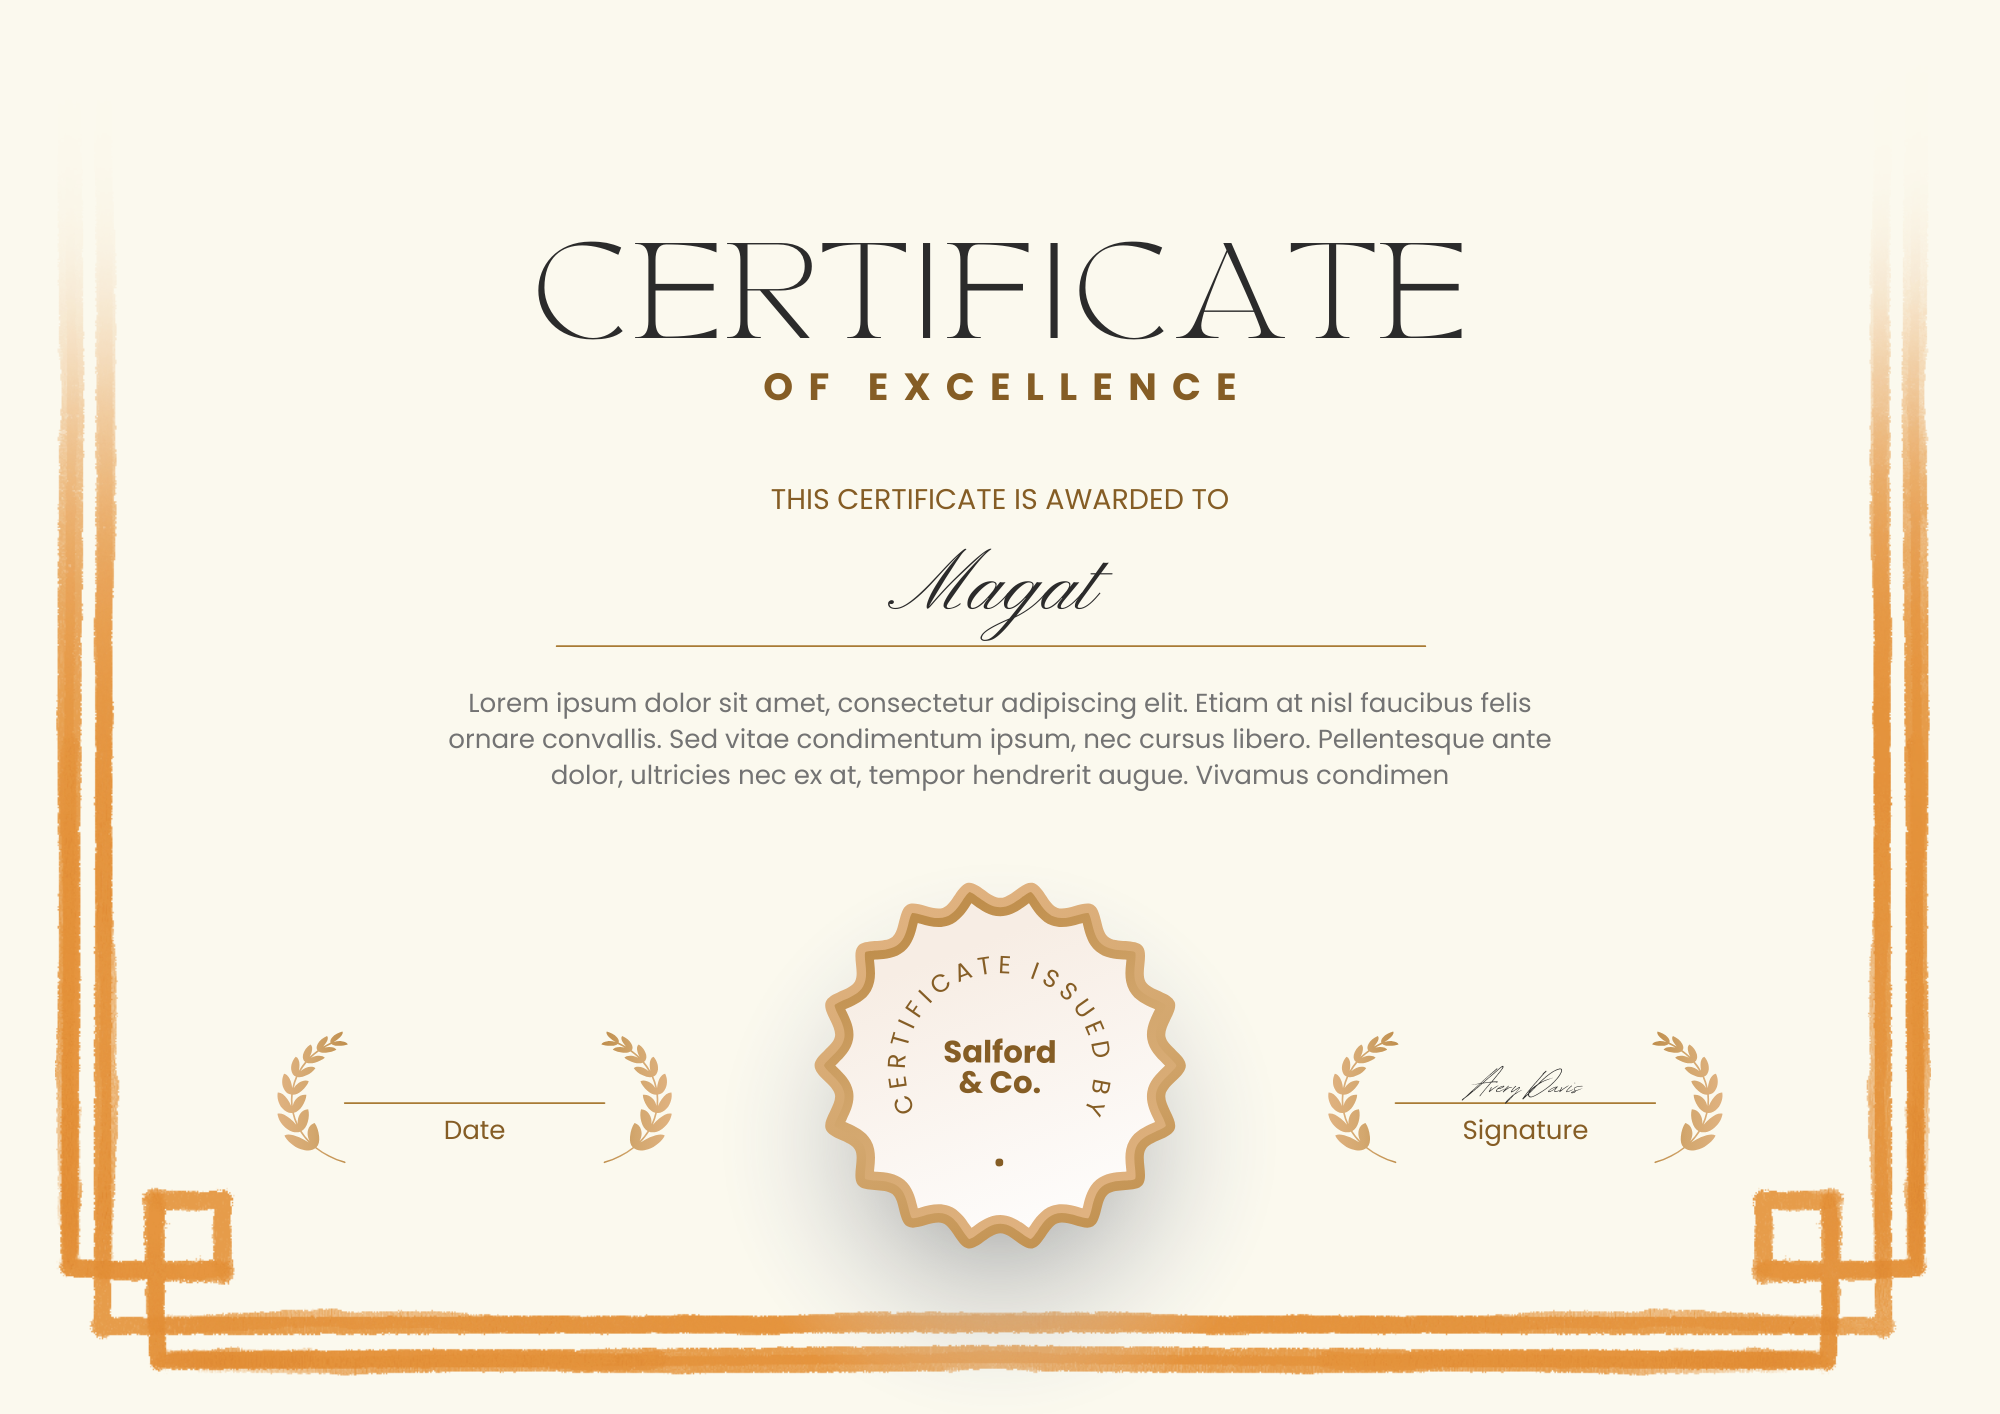 CERTIFICATE
OF EXCELLENCE
THIS CERTIFICATE IS AWARDED TO
Magat
Lorem ipsum dolor sit amet, consectetur adipiscing elit. Etiam at nisl faucibus felis
ornare convallis. Sed vitae condimentum ipsum, nec cursus libero. Pellentesque ante
dolor, ultricies nec ex at, tempor hendrerit augue. Vivamus condimen
CERTIFICATE ISSUED BY
Salford
& Co.
Date
Avery Davis
Signature